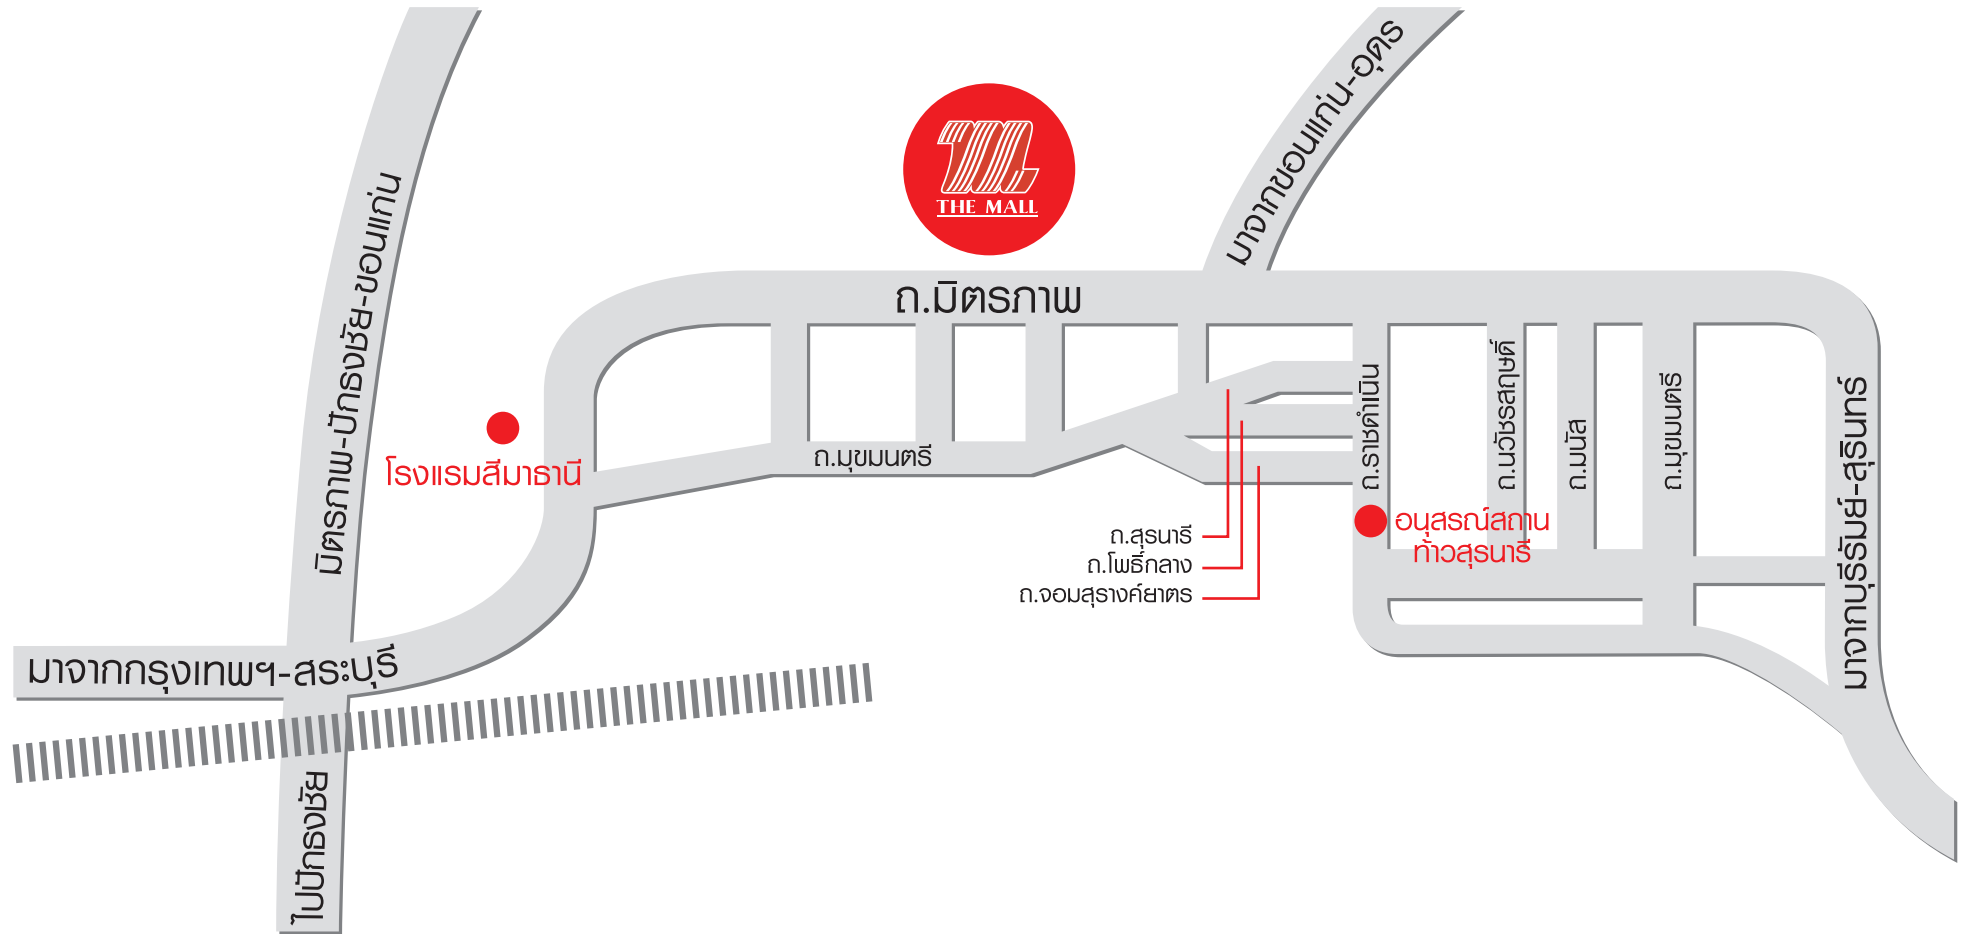 มาจากขอนแก่น-อุดร
THE MALL
มิตรภาพ-ปักธงชัย-ขอนแก่น
ถ.มิตรภาพ
ถ.ราชดำเนิน
ถ.นวัชรสฤษดิ์
ถ.มนัส
ถ.มุขมนตรี
มาจากบุรีรัมย์-สุรินทร์
โรงแรมสีมาธานี
ถ.มุขมนตรี
อนุสรณ์สถาน
ท้าวสุรนารี
ถ.สุรนารี
ถ.โพธิ์กลาง
ถ.จอมสุรางค์ยาตร
มาจากกรุงเทพฯ-สระบุรี
ไปปักธงชัย